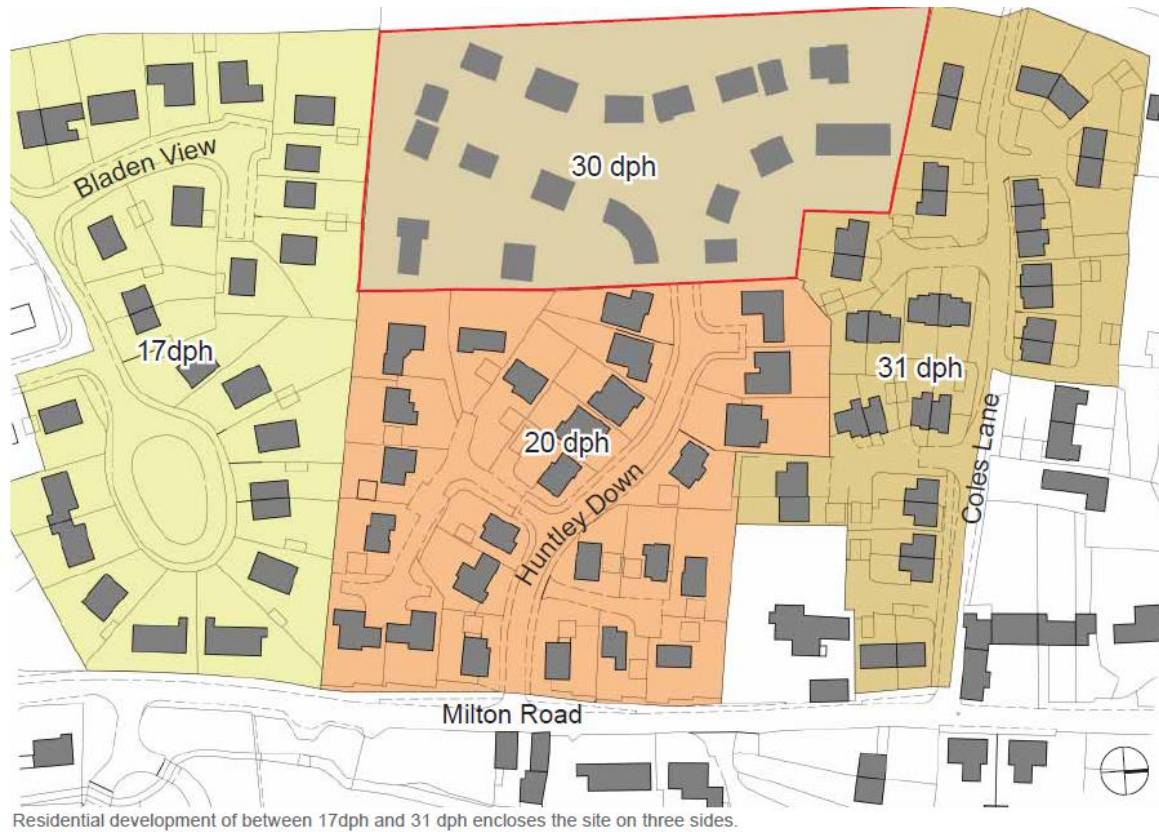 Bladen View
30 dph
17dph
31 dph
20 dph
Huntley Down
Coles Lane
Milton Road
Residential development of between 17dph and 31 dph encloses the site on three sides.